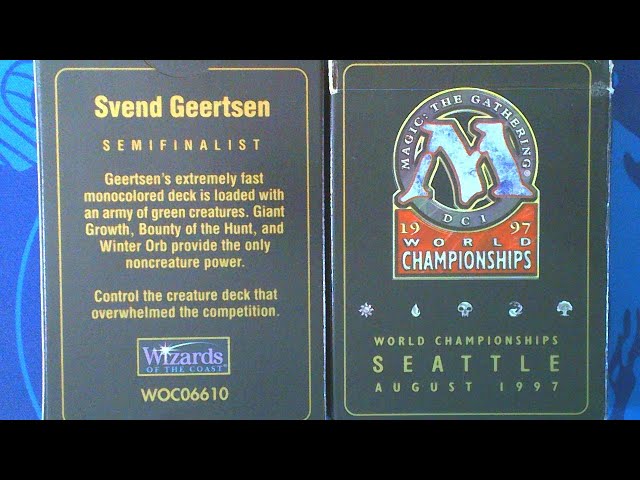 Svend Geertsen
SEMIFINALIST
Geertsen's extremely fast
monocolored deck is loaded with
an army of green creatures. Giant
Growth, Bounty of the Hunt, and
Winter Orb provide the only
noncreature power.
Control the creature deck that
overwhelmed the competition.
Wizards
OF THE COAST
WOC06610
MAGIC: THE GATHERING®
M
DCI
1997
WORLD
CHAMPIONSHIPS
WORLD CHAMPIONSHIPS
SEATTLE
AUGUST 1997